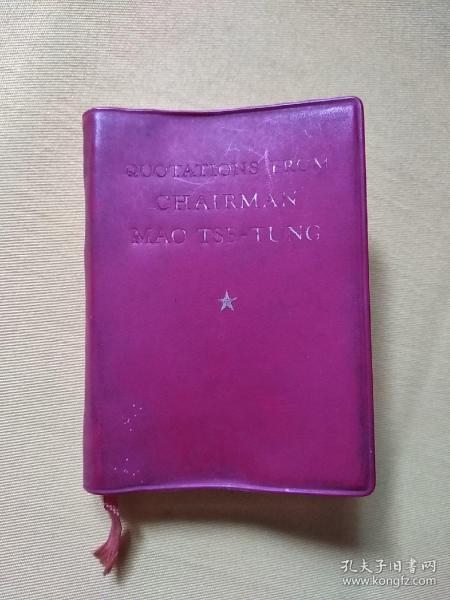 QUOTATIONS FROM
CHAIRMAN
MAO TSE-TUNG
孔夫子旧书网
www.kongfz.com